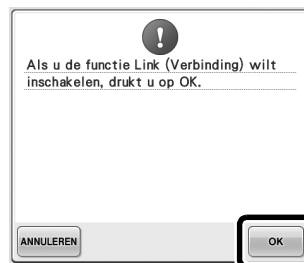 Als u de functie Link (Verbinding) wilt
inschakelen, drukt u op OK.
ANNULEREN
OK